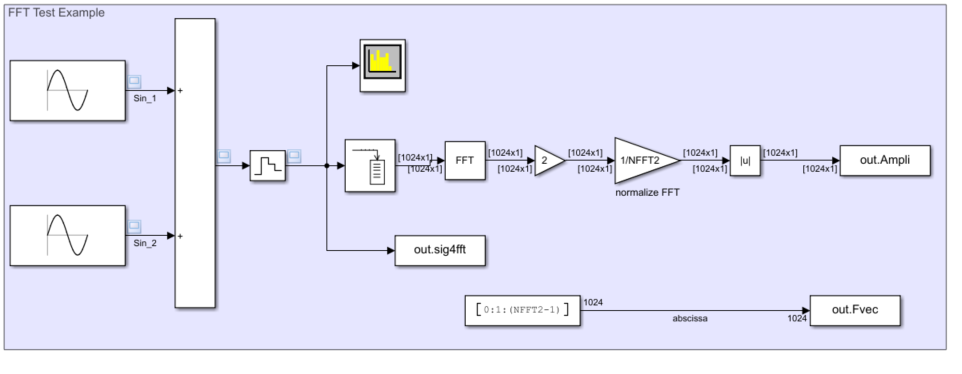 FFT Test Example
Sin_1
+
[1024x1]
[1024x1]
FFT
[1024x1]
[1024x1]
2
[1024x1]
[1024x1]
1/NFFT2
normalize FFT
[1024x1]
[1024x1]
|u|
[1024x1]
out.Ampli
Sin_2
+
out.sig4fft
[0:1:(NFFT2-1)]
1024
abscissa
1024
out.Fvec